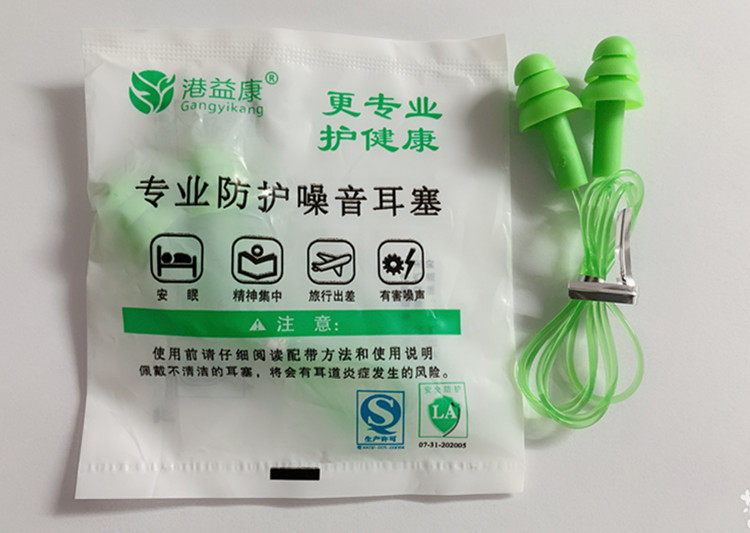 港益康®
Gangyikang
更专业
护健康
专业防护噪音耳塞
安 眠
精神集中
旅行出差
有害噪声
注 意:
使用前请仔细阅读配带方法和使用说明
佩戴不清洁的耳塞，将会有耳道炎症发生的风险。
QS
生产许可
安全防护
LA
07-31-202005